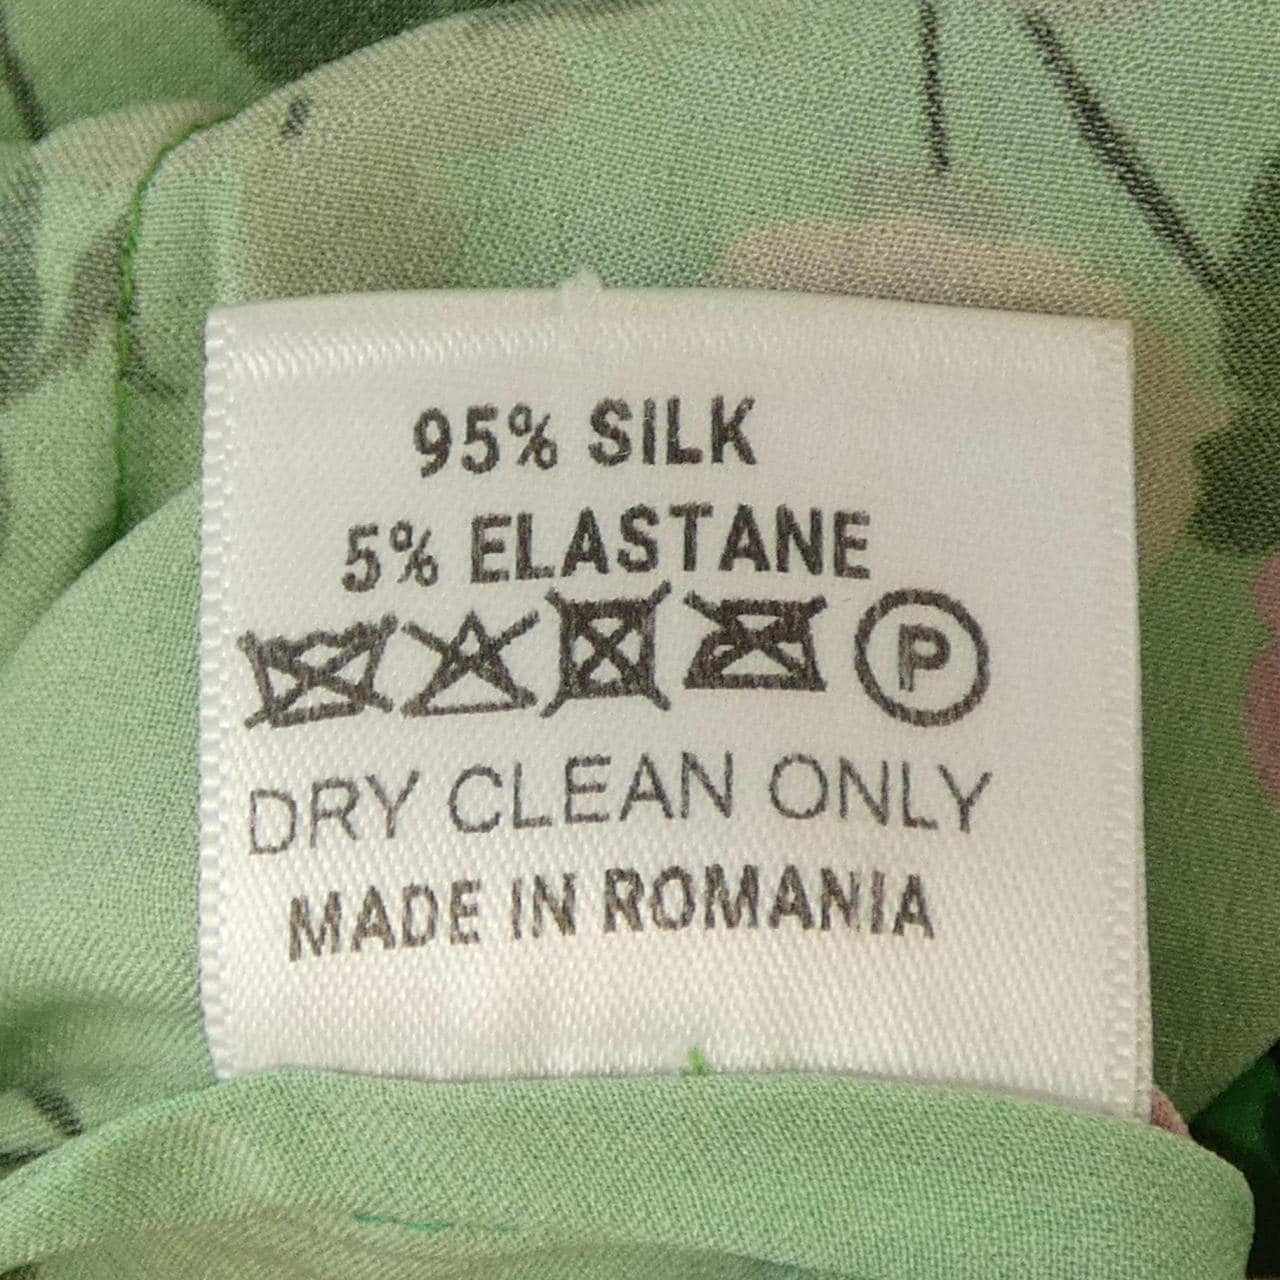 95% SILK
5% ELASTANE
P
DRY CLEAN ONLY
MADE IN ROMANIA